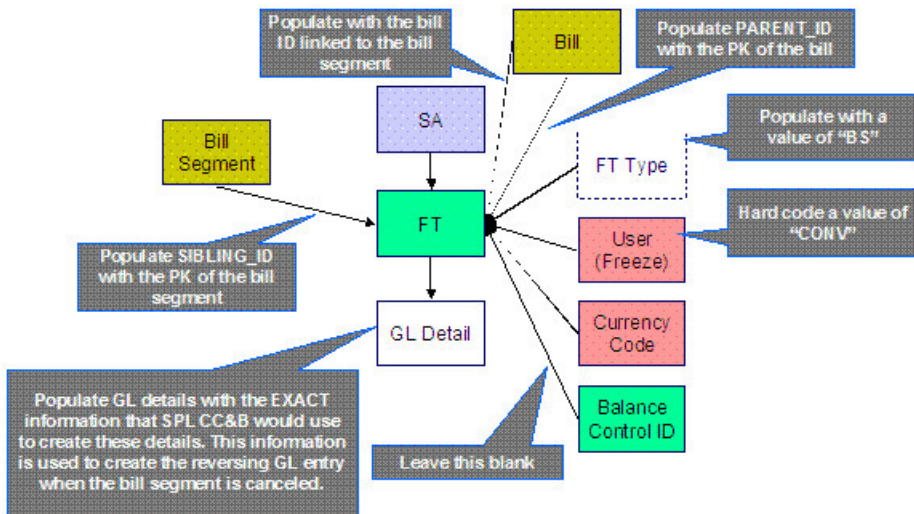 Populate with the bill
ID linked to the bill
segment
Bill
Populate PARENT_ID
with the PK of the bill
SA
Populate with a
value of "BS"
Bill
Segment
FT Type
FT
Hard code a value of
"CONV"
User
(Freeze)
Populate SIBLING_ID
with the PK of the bill
segment
GL Detail
Currency
Code
Populate GL details with the EXACT
information that SPL CC&B would use
to create these details. This information
is used to create the reversing GL entry
when the bill segment is canceled.
Leave this blank
Balance
Control ID